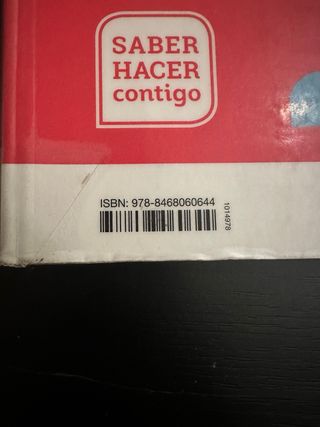 SABER
HACER
contigo
ISBN: 978-8468060644
1014978